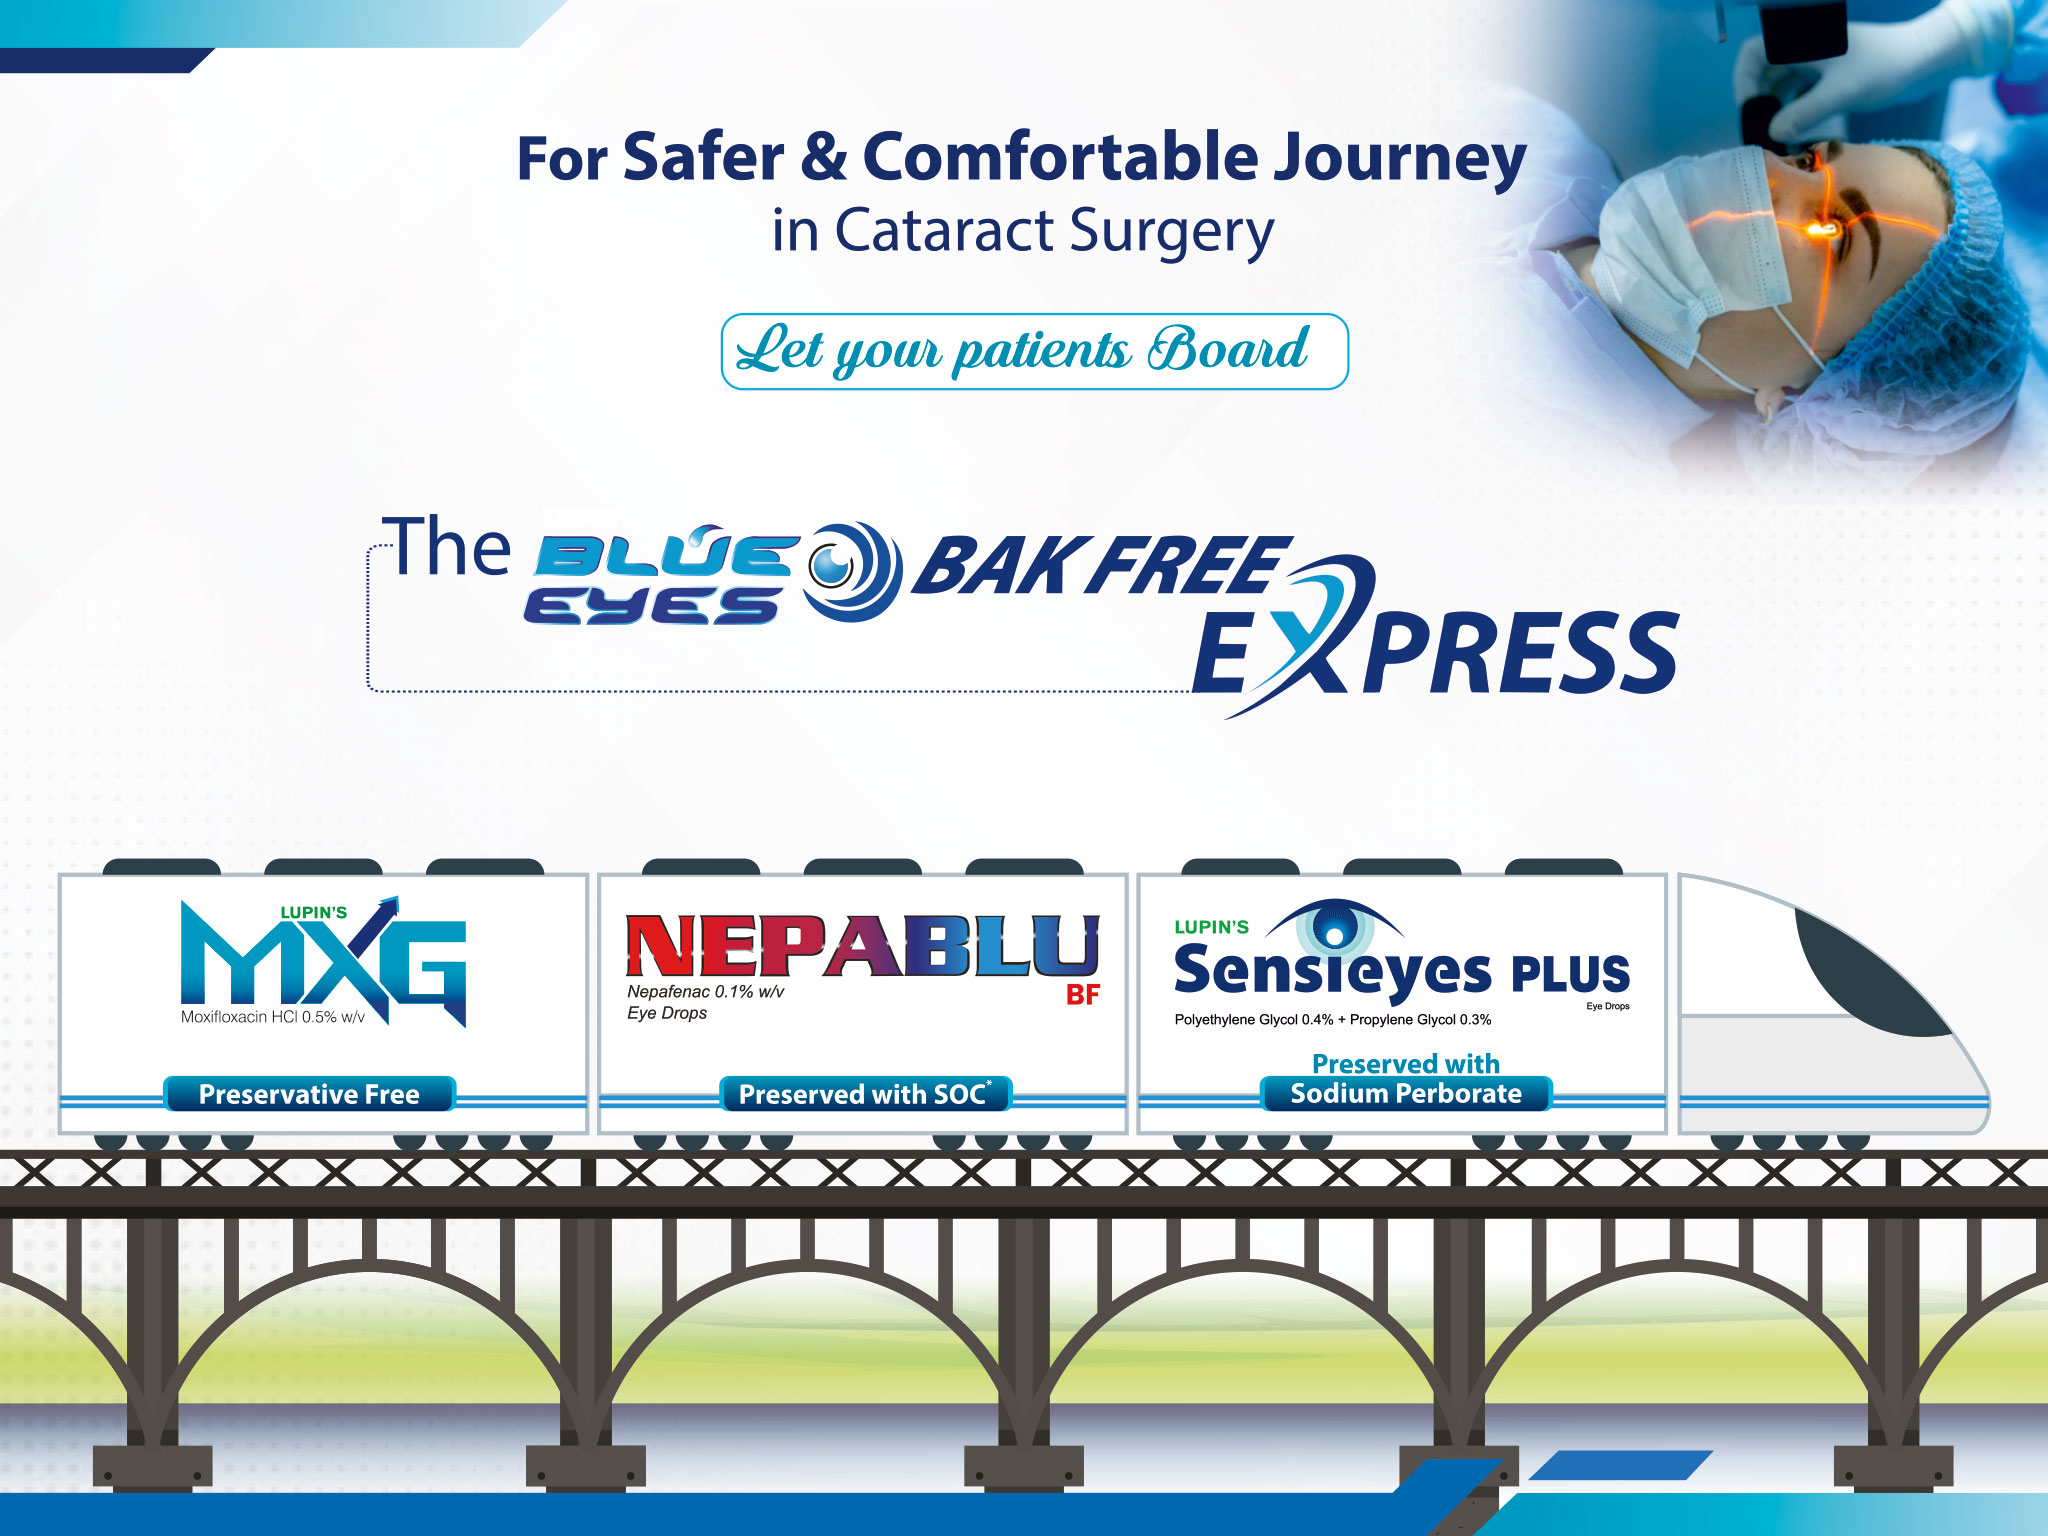 For Safer & Comfortable Journey
in Cataract Surgery
Let your patients Board
The BLUE EYES BAK FREE
EXPRESS
LUPIN'S
MXG
Moxifloxacin HCl 0.5% w/v
Preservative Free
NEPABLU
BF
Nepafenac 0.1% w/v
Eye Drops
Preserved with SOC*
LUPIN'S
Sensieyes PLUS
Eye Drops
Polyethylene Glycol 0.4% + Propylene Glycol 0.3%
Preserved with
Sodium Perborate